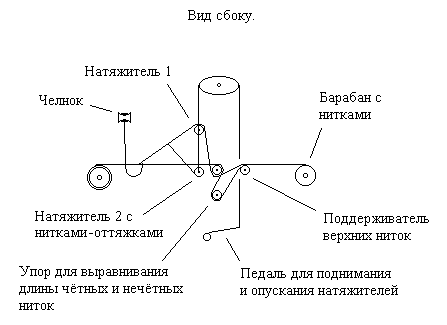 Вид сбоку.
Натяжитель 1
Челнок
Барабан с
нитками
Натяжитель 2 с
нитками-оттяжками
Поддерживатель
верхних ниток
Упор для выравнивания
длины чётных и нечётных
ниток
Педаль для поднимания
и опускания натяжителей